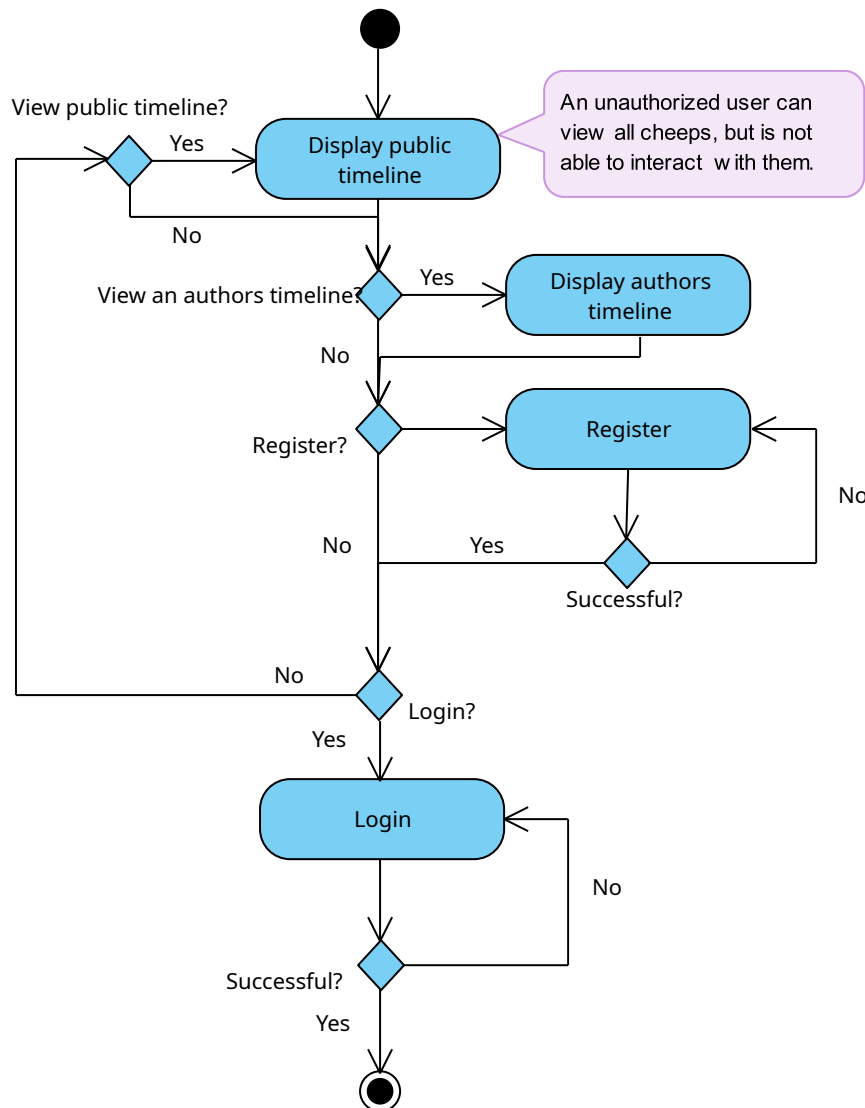 An unauthorized user can
view all cheeps, but is not
able to interact with them.
View public timeline?
Yes
Display public
timeline
No
View an authors timeline?
Yes
Display authors
timeline
No
Register?
Register
No
No
Yes
Successful?
No
Login?
Yes
Login
No
Successful?
Yes